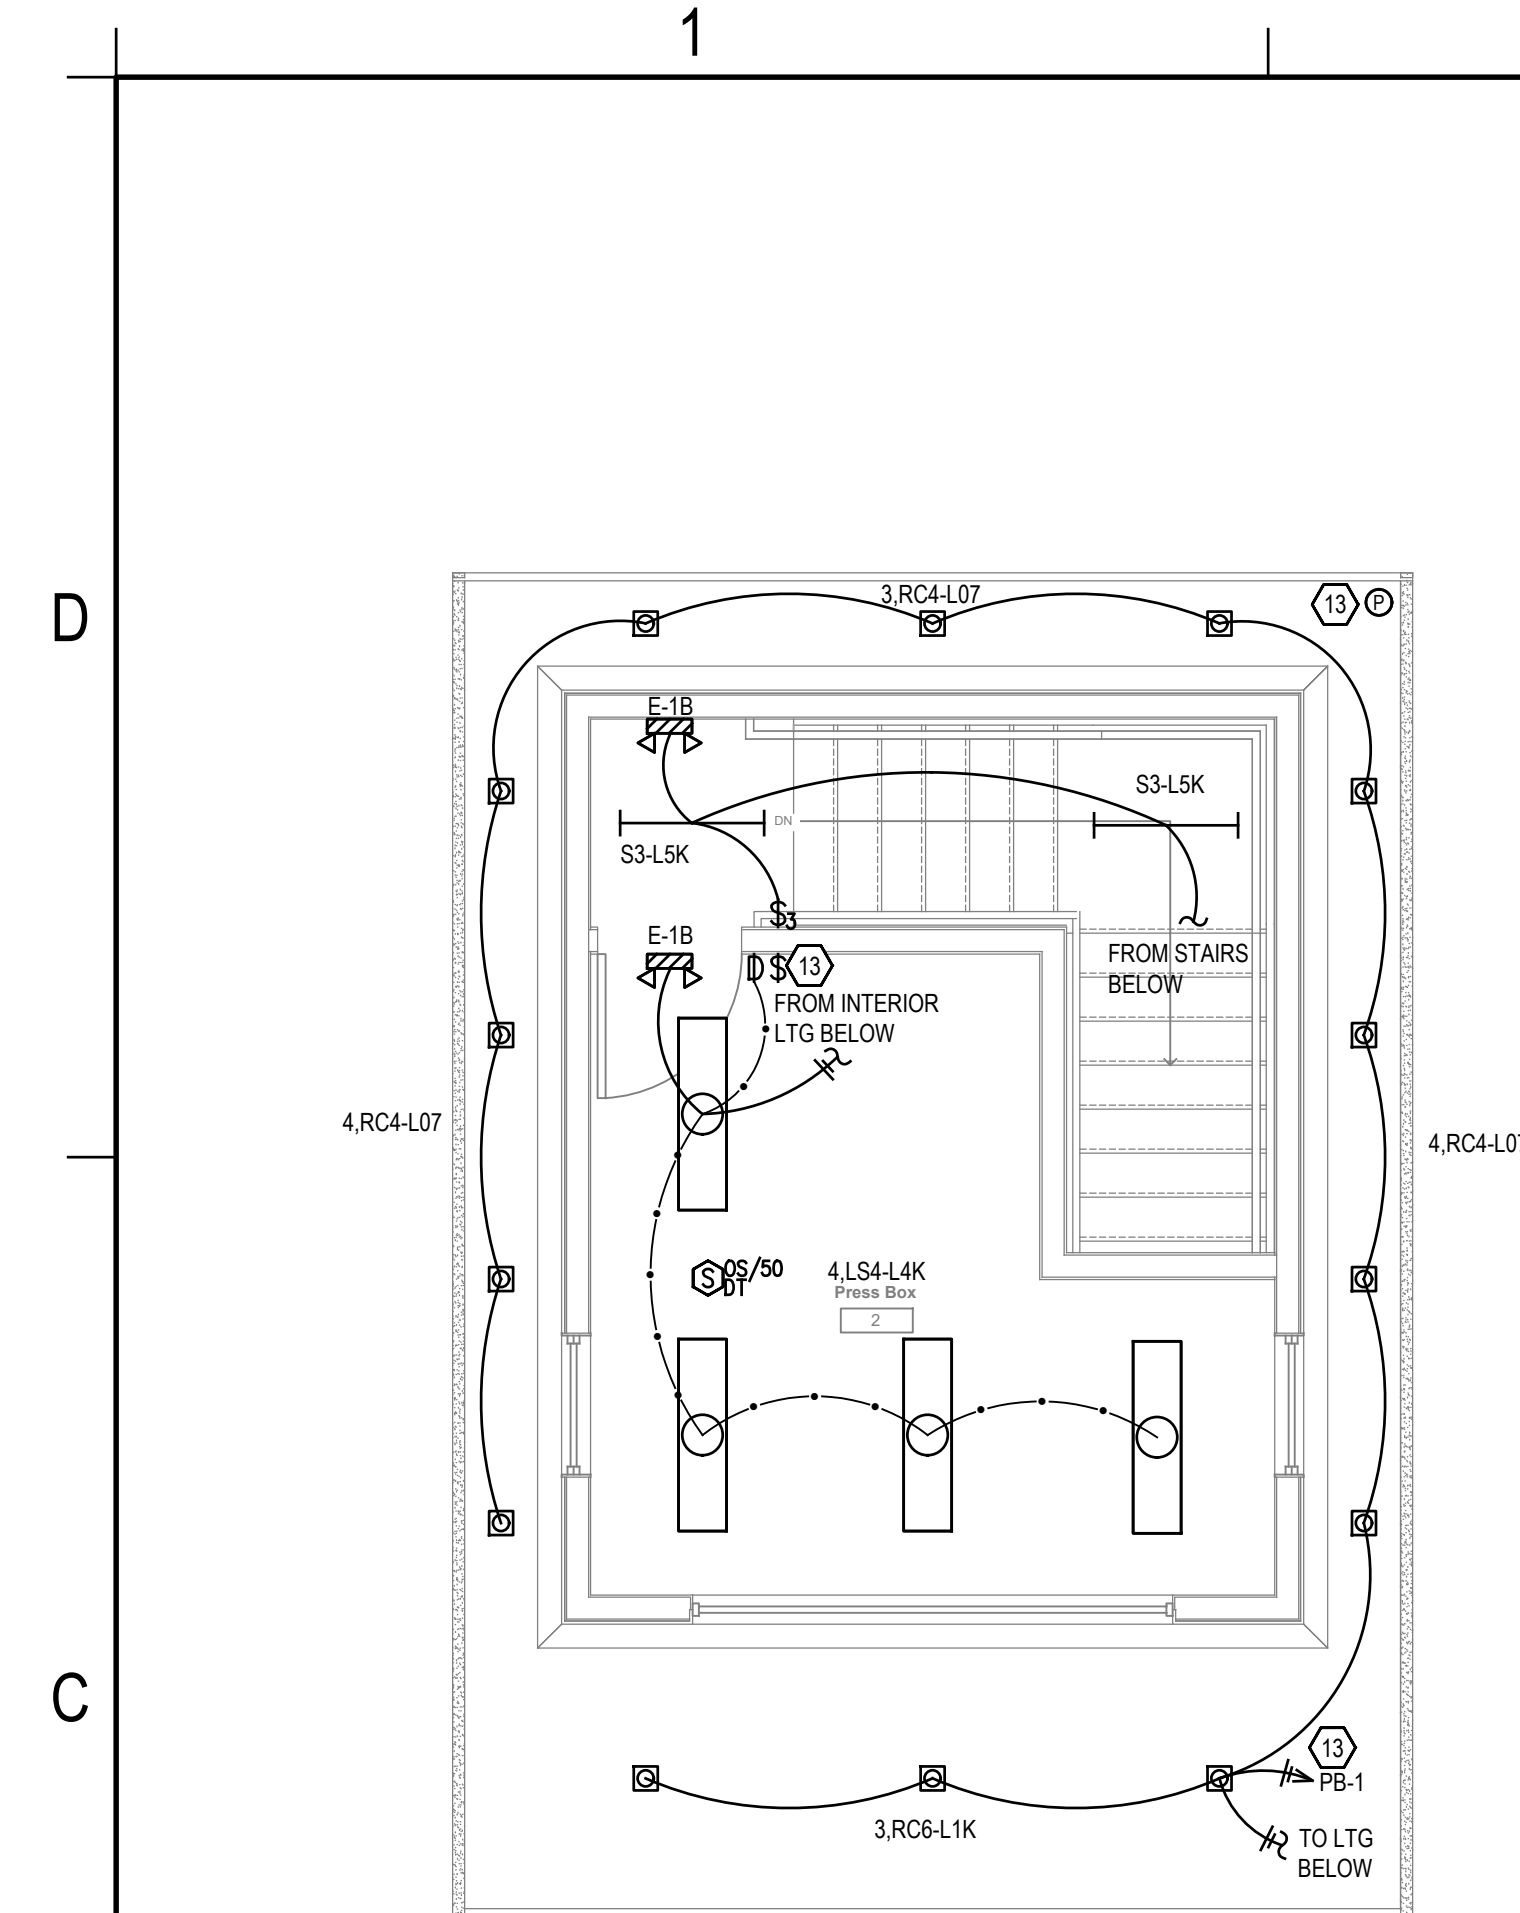 1
D
3,RC4-L07
13
P
E-1B
S3-L5K
DN
S3-L5K
$3
E-1B
D $
13
FROM STAIRS
BELOW
FROM INTERIOR
LTG BELOW
4,RC4-L07
4,RC4-L07
S
OS/50
DT
4,LS4-L4K
Press Box
2
C
13
PB-1
3,RC6-L1K
TO LTG
BELOW